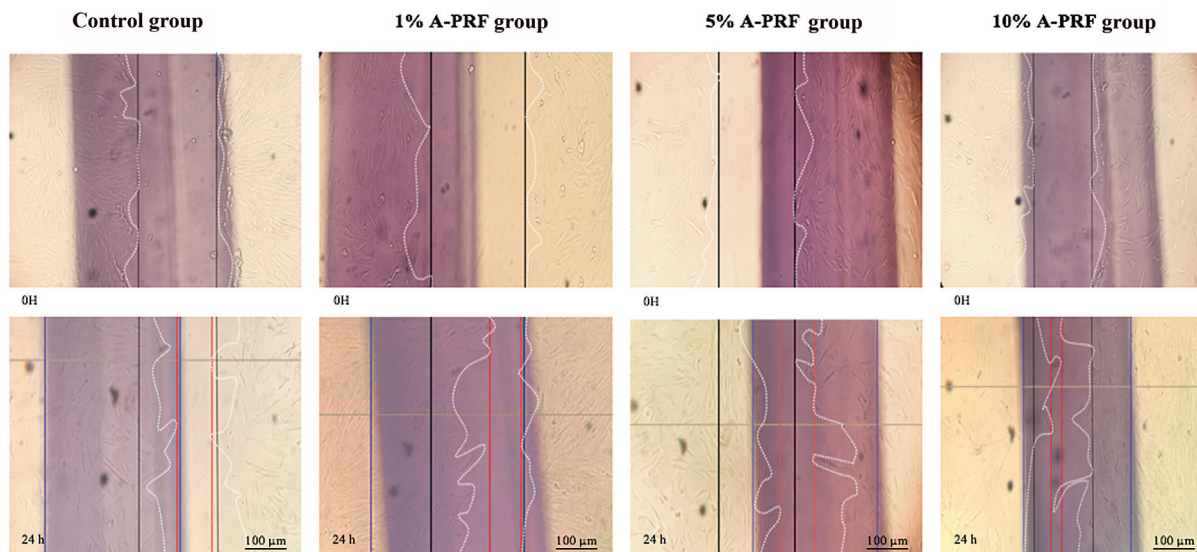 Control group
1% A-PRF group
5% A-PRF group
10% A-PRF group
0H
0H
0H
0H
24 h
100 μm
24 h
100 μm
24 h
100 μm
24 h
100 μm